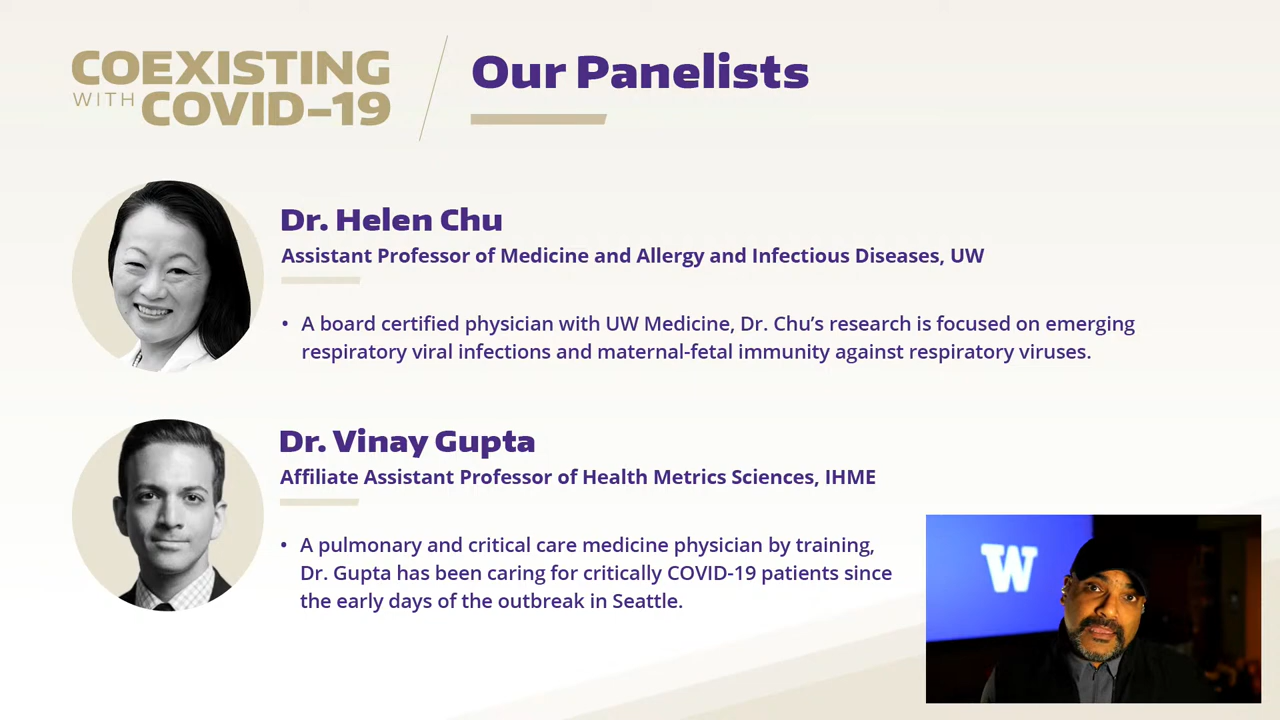 COEXISTING
WITH COVID-19
Our Panelists
Dr. Helen Chu
Assistant Professor of Medicine and Allergy and Infectious Diseases, UW
• A board certified physician with UW Medicine, Dr. Chu’s research is focused on emerging
respiratory viral infections and maternal-fetal immunity against respiratory viruses.
Dr. Vinay Gupta
Affiliate Assistant Professor of Health Metrics Sciences, IHME
• A pulmonary and critical care medicine physician by training,
Dr. Gupta has been caring for critically COVID-19 patients since
the early days of the outbreak in Seattle.
W